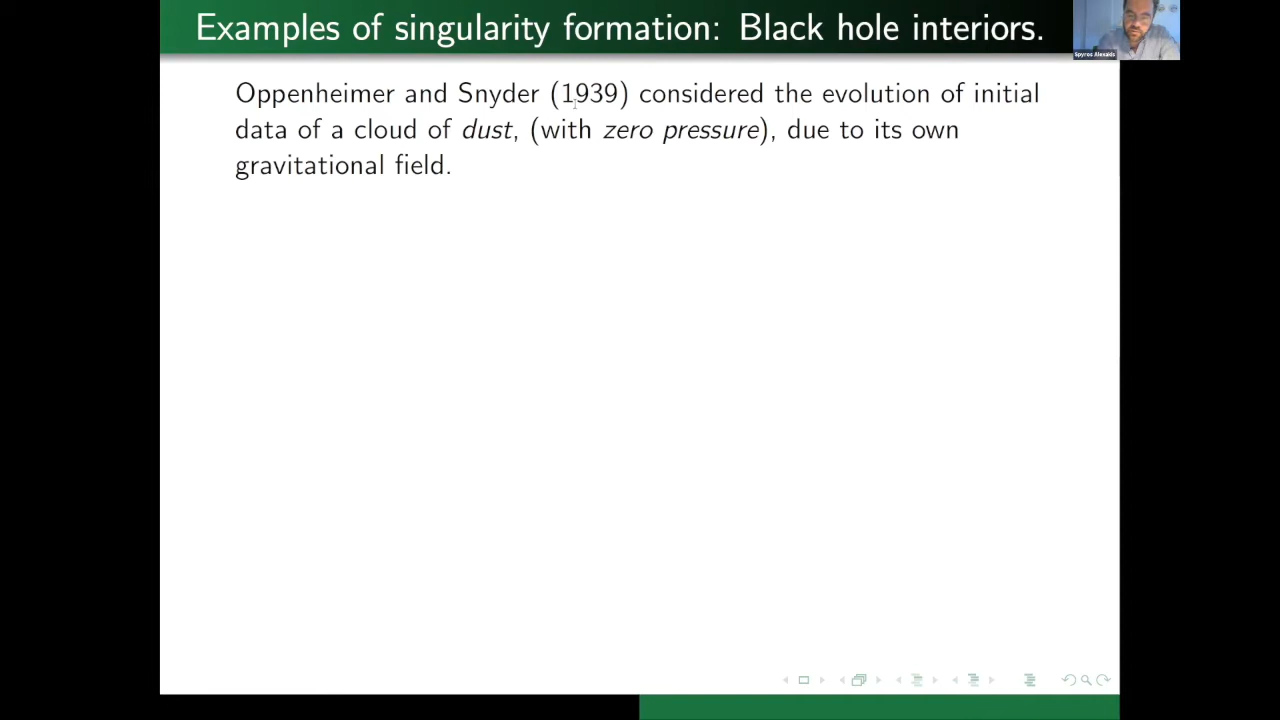 Examples of singularity formation: Black hole interiors.
Spyros Alexakis
Oppenheimer and Snyder (1939) considered the evolution of initial
data of a cloud of dust, (with zero pressure), due to its own
gravitational field.